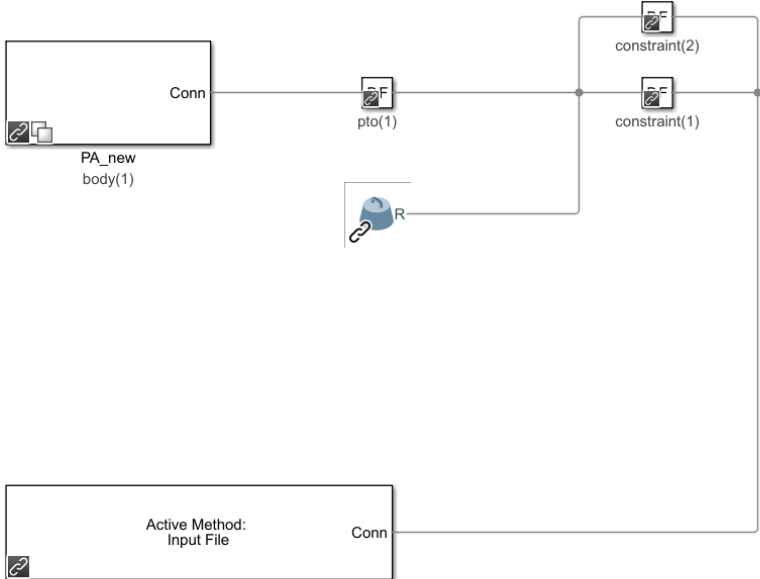 constraint(2)
Conn
pto(1)
constraint(1)
PA_new
body(1)
R
Active Method:
Input File
Conn